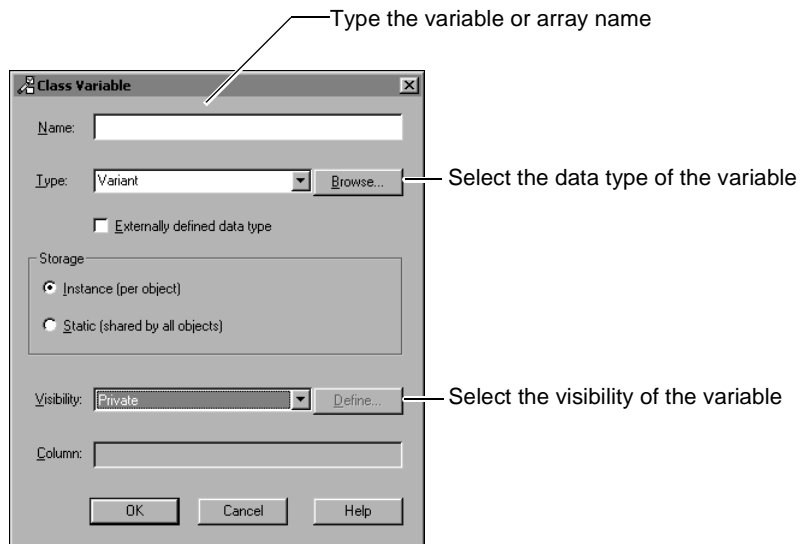 Type the variable or array name
Class Variable
Name:
Type: Variant Browse... Select the data type of the variable
Externally defined data type
Storage
Instance (per object)
Static (shared by all objects)
Visibility: Private Define... Select the visibility of the variable
Column:
OK Cancel Help